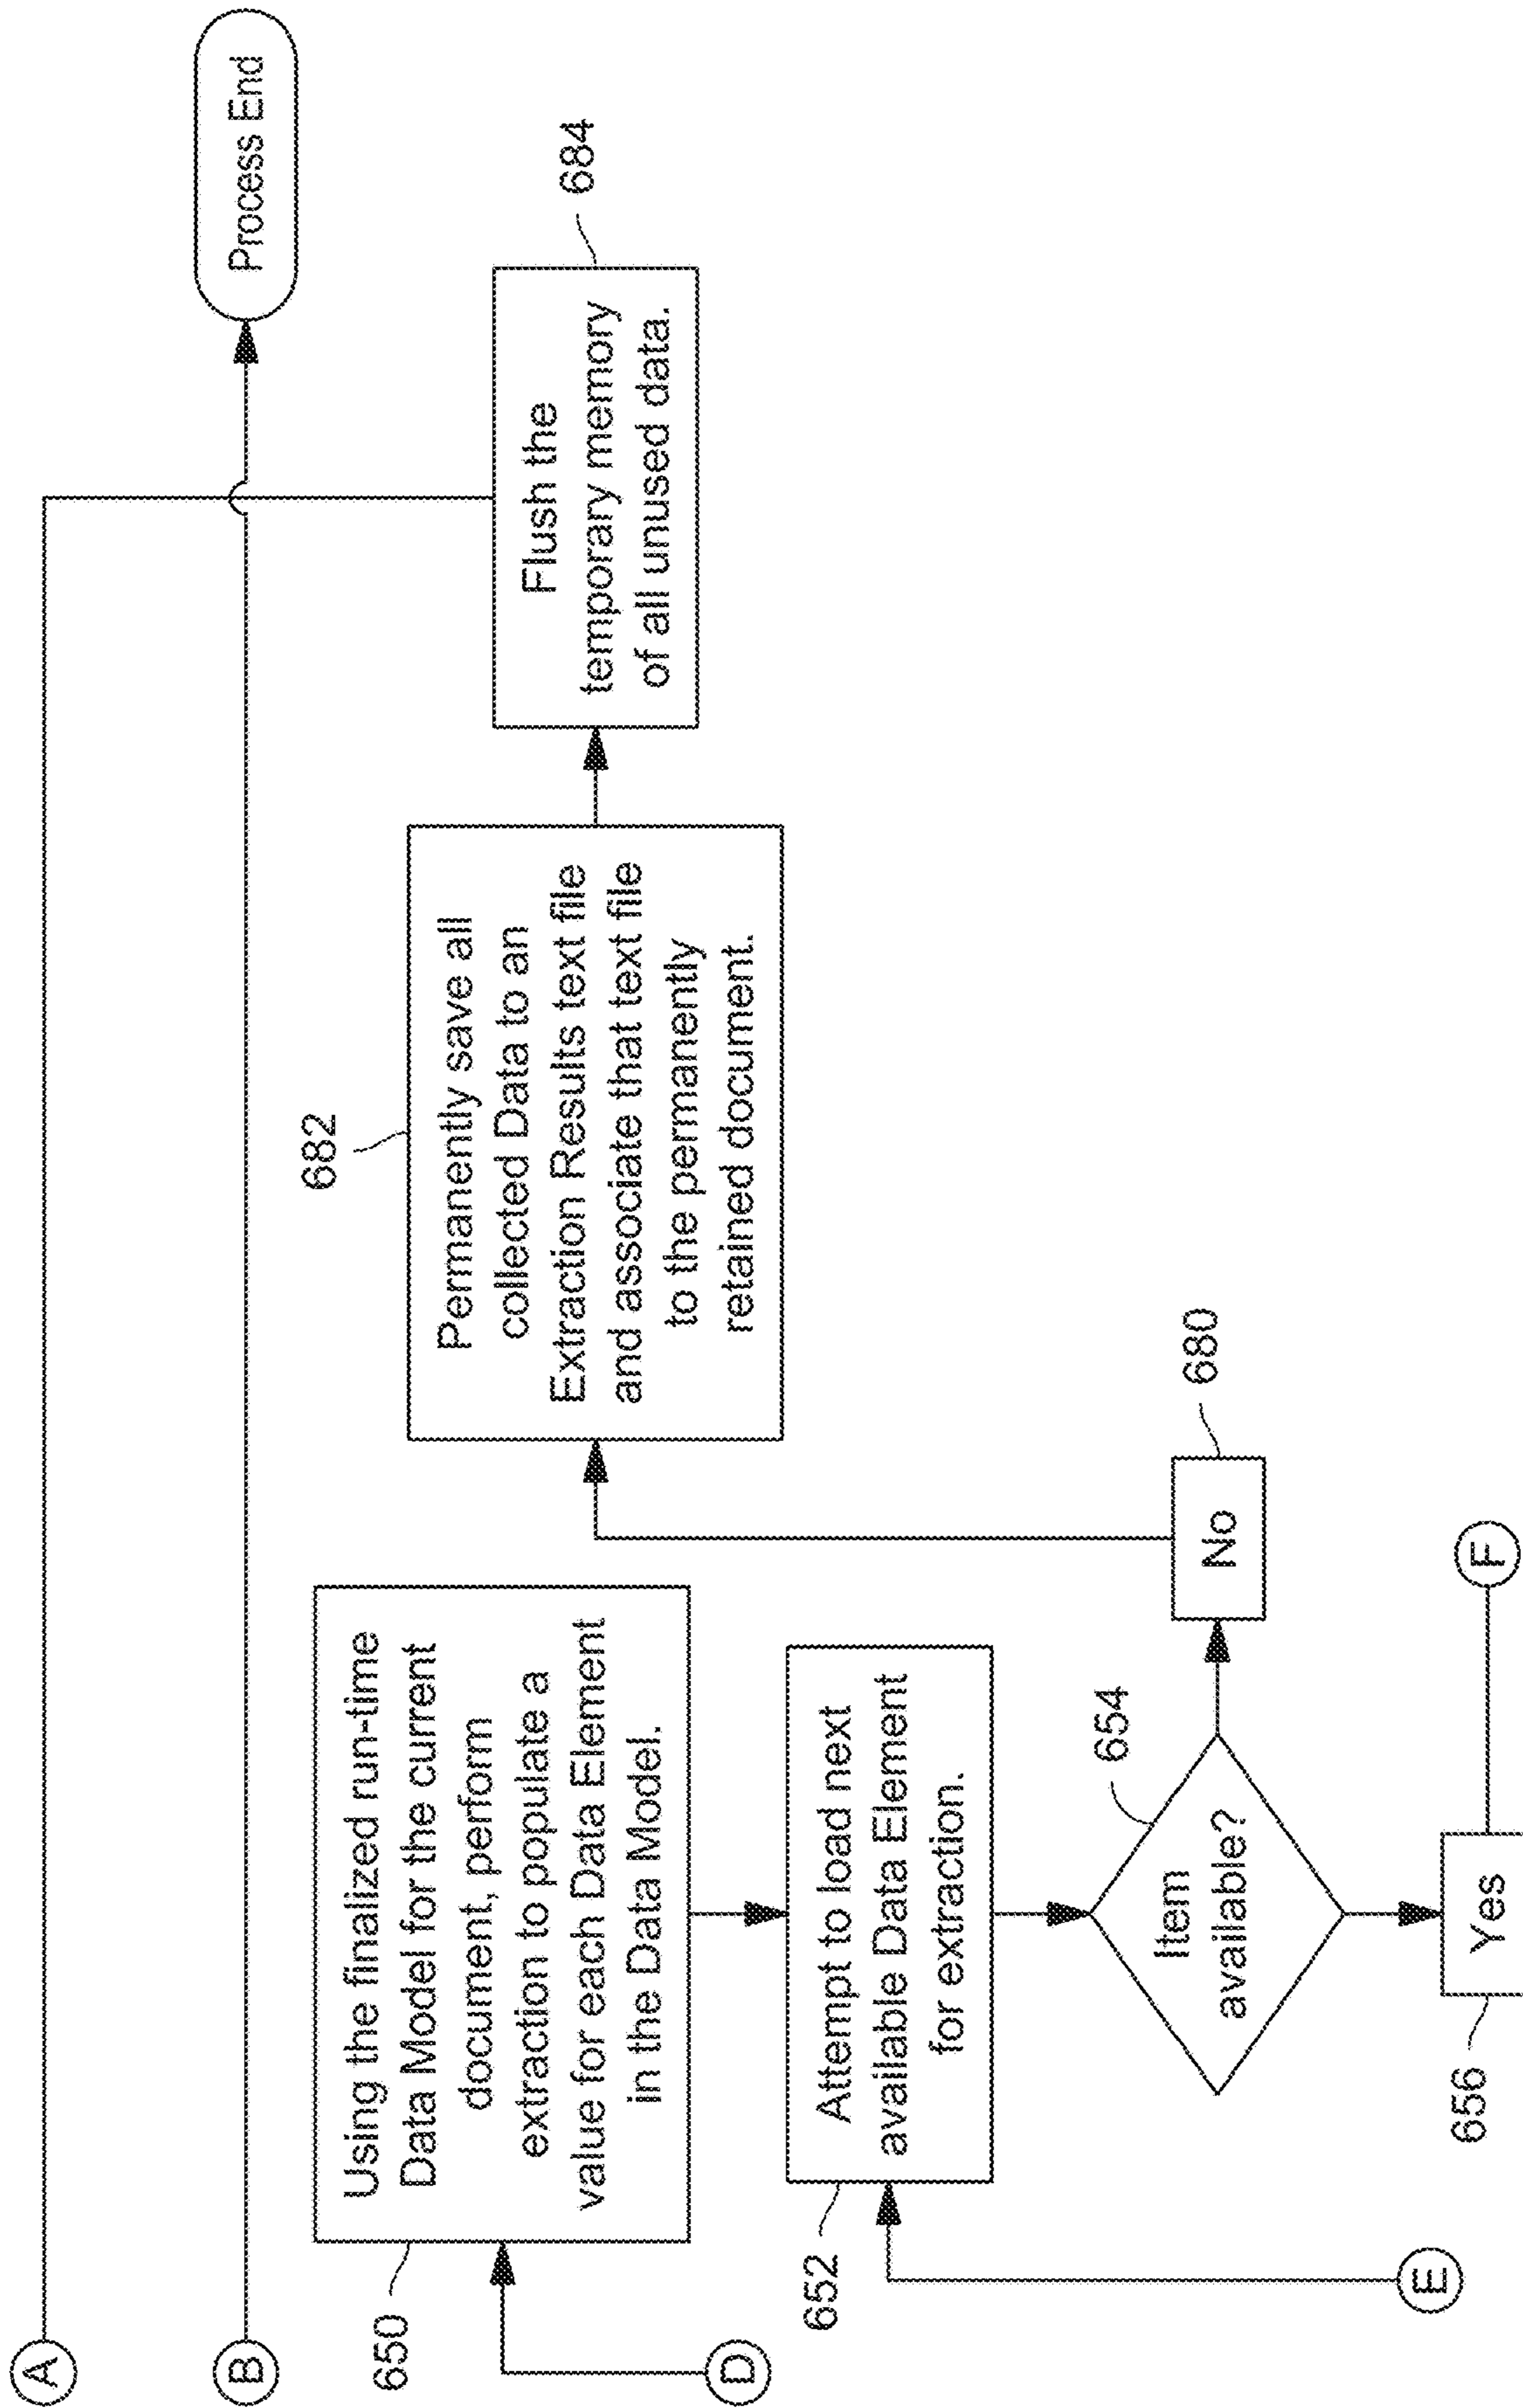 A
B
Process End
650
Using the finalized run-time
Data Model for the current
document, perform
extraction to populate a
value for each Data Element
in the Data Model.
D
682
Permanently save all
collected Data to an
Extraction Results text file
and associate that text file
to the permanently
retained document.
Flush the
temporary memory
of all unused data.
684
652
Attempt to load next
available Data Element
for extraction.
E
654
Item
available?
No
680
656
Yes
F